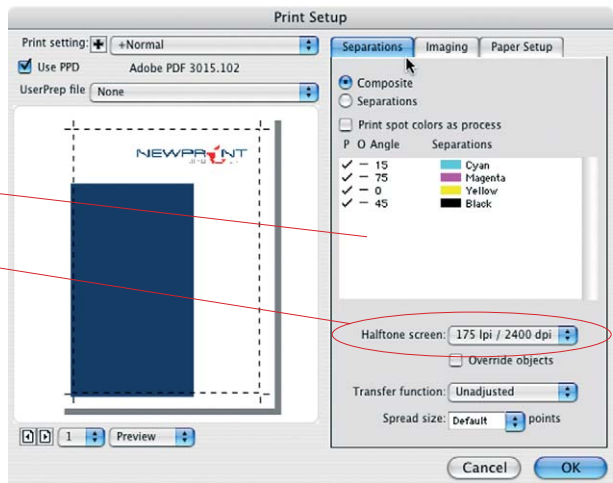 Print Setup
Print setting: + +Normal
Use PPD Adobe PDF 3015.102
UserPrep file None
NEWPRINT
1 Preview
Separations Imaging Paper Setup
Composite
Separations
Print spot colors as process
P O Angle Separations
✓ – 15 Cyan
✓ – 75 Magenta
✓ – 0 Yellow
✓ – 45 Black
Halftone screen: 175 lpi / 2400 dpi
Override objects
Transfer function: Unadjusted
Spread size: Default points
Cancel OK